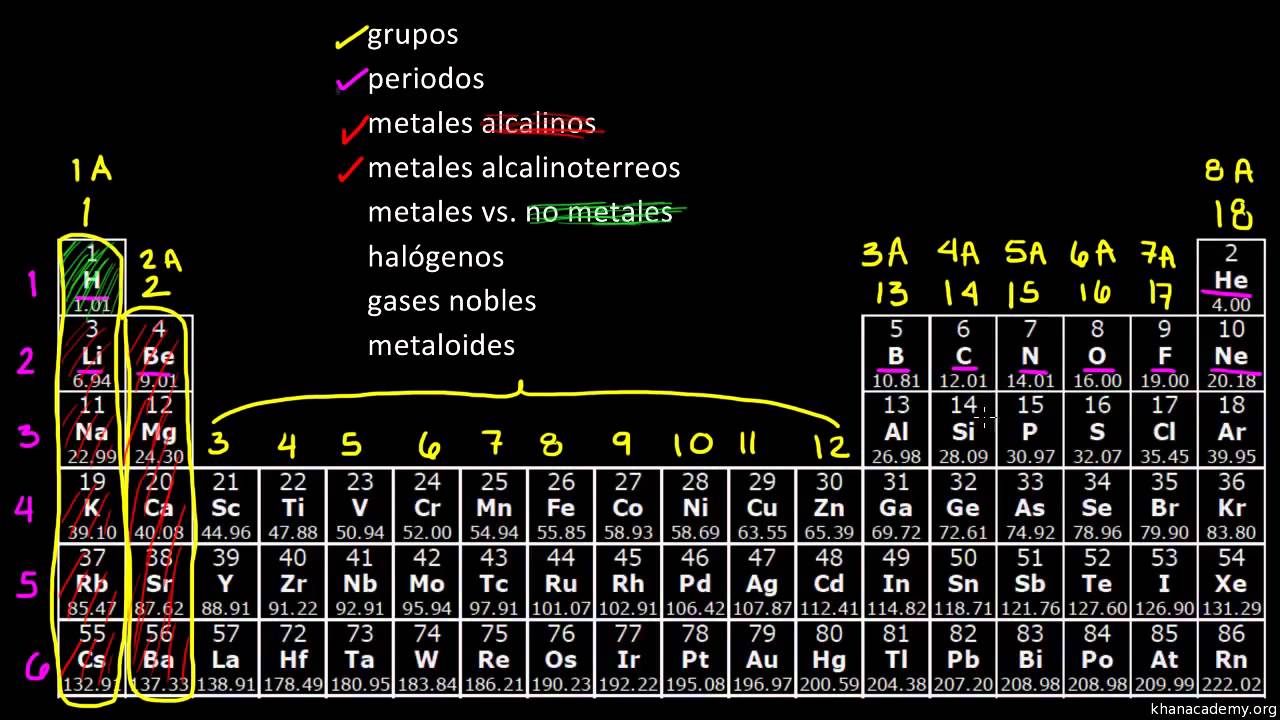 grupos
periodos
metales alcalinos
metales alcalinoterreos
metales vs. no metales
halógenos
gases nobles
metaloides
1A 8A
1 18
2A 3A 4A 5A 6A 7A
2 13 14 15 16 17
1 1 2
H He
1.01 4.00
2 3 4 5 6 7 8 9 10
Li Be B C N O F Ne
6.94 9.01 10.81 12.01 14.01 16.00 19.00 20.18
3 11 12 3 4 5 6 7 8 9 10 11 12 13 14 15 16 17 18
Na Mg Al Si P S Cl Ar
22.99 24.30 26.98 28.09 30.97 32.07 35.45 39.95
4 19 20 21 22 23 24 25 26 27 28 29 30 31 32 33 34 35 36
K Ca Sc Ti V Cr Mn Fe Co Ni Cu Zn Ga Ge As Se Br Kr
39.10 40.08 44.96 47.88 50.94 52.00 54.94 55.85 58.93 58.69 63.55 65.39 69.72 72.61 74.92 78.96 79.90 83.80
5 37 38 39 40 41 42 43 44 45 46 47 48 49 50 51 52 53 54
Rb Sr Y Zr Nb Mo Tc Ru Rh Pd Ag Cd In Sn Sb Te I Xe
85.47 87.62 88.91 91.22 92.91 95.94 97.91 101.07 102.91 106.42 107.87 112.41 114.82 118.71 121.76 127.60 126.90 131.29
6 55 56 57 72 73 74 75 76 77 78 79 80 81 82 83 84 85 86
Cs Ba La Hf Ta W Re Os Ir Pt Au Hg Tl Pb Bi Po At Rn
132.91 137.33 138.91 178.49 180.95 183.84 186.21 190.23 192.22 195.08 196.97 200.59 204.38 207.20 208.98 208.98 209.99 222.02
khanacademy.org